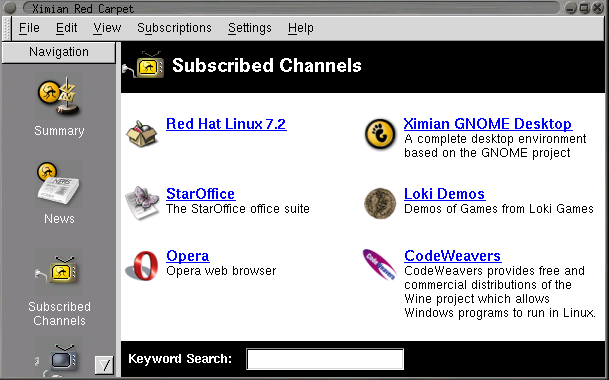 Ximian Red Carpet
File Edit View Subscriptions Settings Help
Navigation
Summary
News
Subscribed
Channels
Subscribed Channels
Red Hat Linux 7.2
Ximian GNOME Desktop
A complete desktop environment
based on the GNOME project
StarOffice
The StarOffice office suite
Loki Demos
Demos of Games from Loki Games
Opera
Opera web browser
CodeWeavers
CodeWeavers provides free and
commercial distributions of the
Wine project which allows
Windows programs to run in Linux.
Keyword Search: